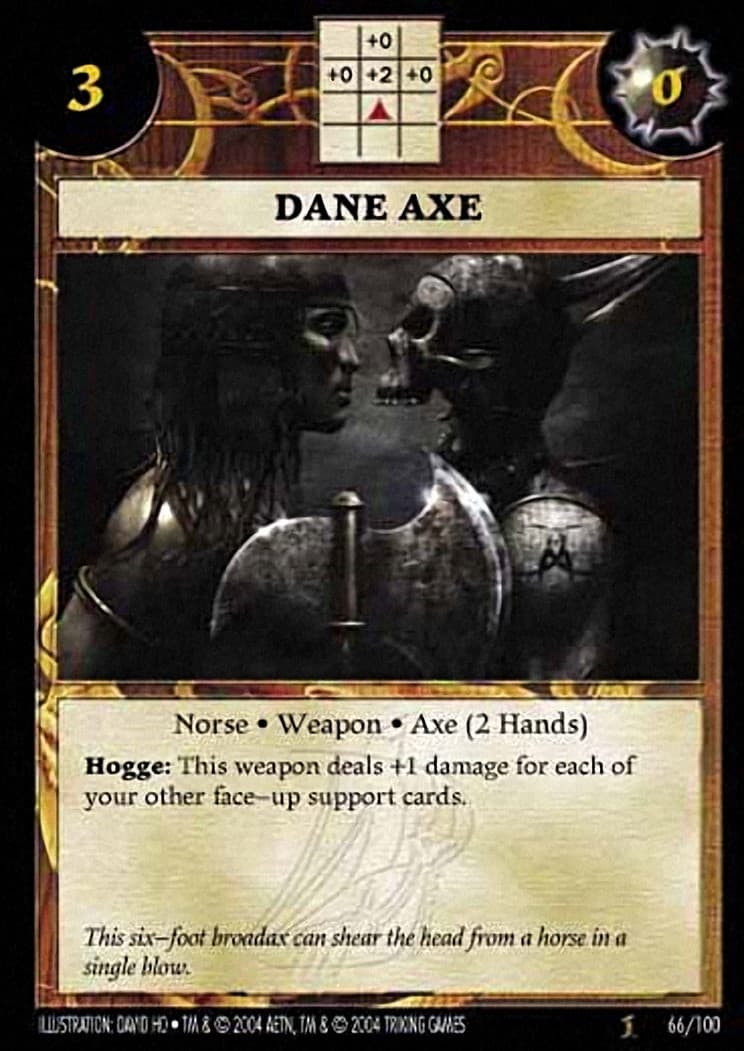 +0
3
+0 +2 +0
0
DANE AXE
Norse • Weapon • Axe (2 Hands)
Hogge: This weapon deals +1 damage for each of
your other face–up support cards.
This six–foot broadax can shear the head from a horse in a
single blow.
ILLUSTRATION: DAVID HO • TM & © 2004 AETN, TM & © 2004 TRIKING GAMES
66/100